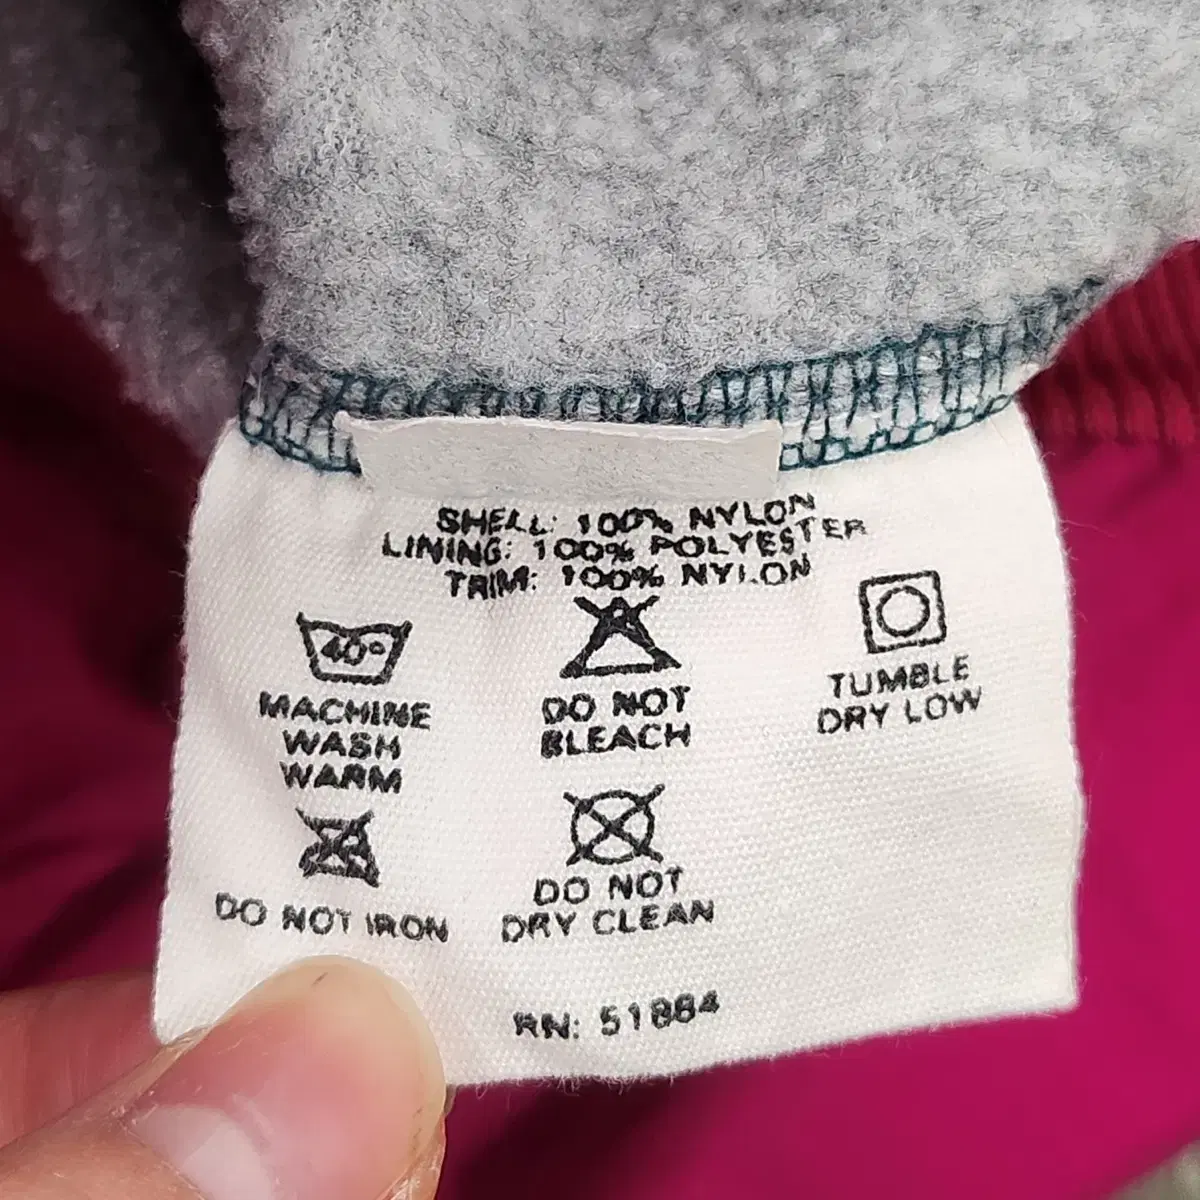 SHELL: 100% NYLON
LINING: 100% POLYESTER
TRIM: 100% NYLON
40°
MACHINE
WASH
WARM
DO NOT
BLEACH
TUMBLE
DRY LOW
DO NOT IRON
DO NOT
DRY CLEAN
RN: 51884